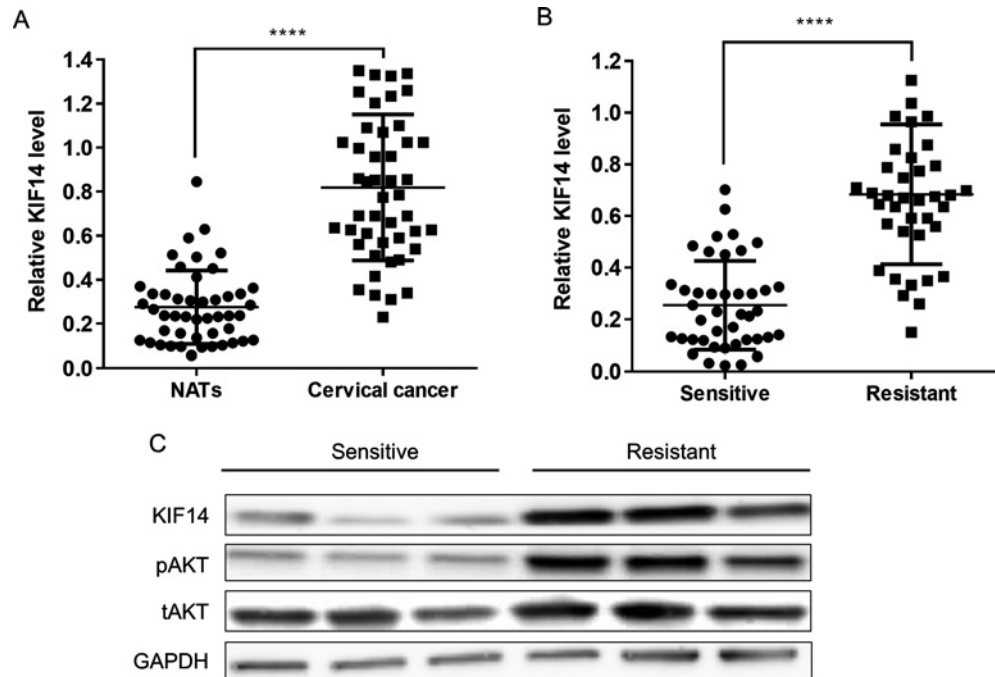 A
****
Relative KIF14 level
1.4
1.2
1.0
0.8
0.6
0.4
0.2
0.0
NATs Cervical cancer
B
****
Relative KIF14 level
1.2
1.0
0.8
0.6
0.4
0.2
0.0
Sensitive Resistant
C
Sensitive Resistant
KIF14
pAKT
tAKT
GAPDH